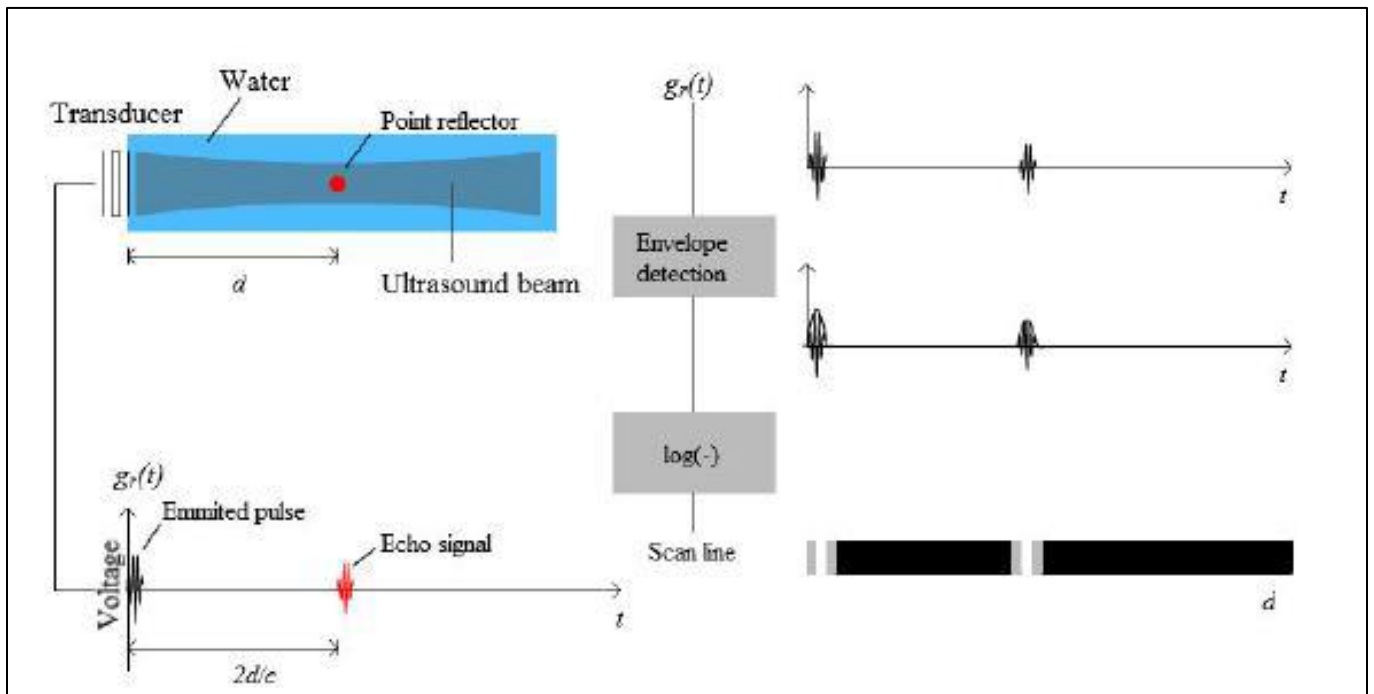 Water
Transducer
Point reflector
d
Ultrasound beam
gr(t)
Emmited pulse
Echo signal
Voltage
t
2d/c
gr(t)
Envelope
detection
log(-)
Scan line
t
t
d